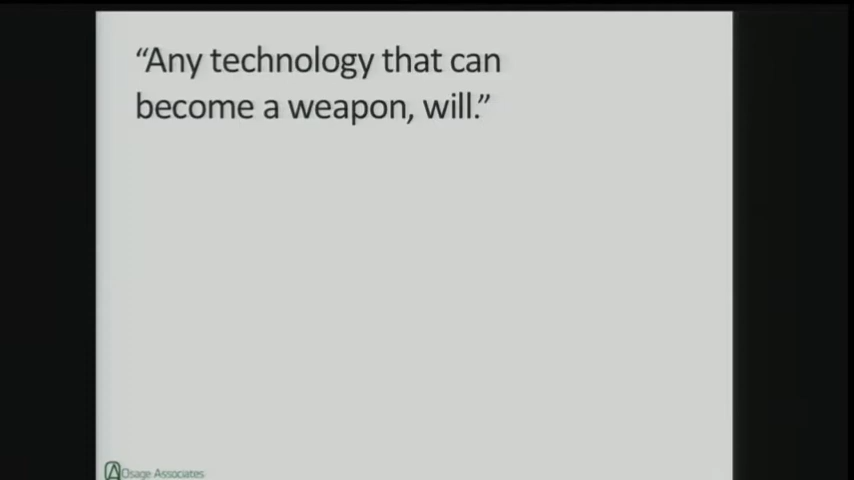 “Any technology that can
become a weapon, will.”
Osage Associates